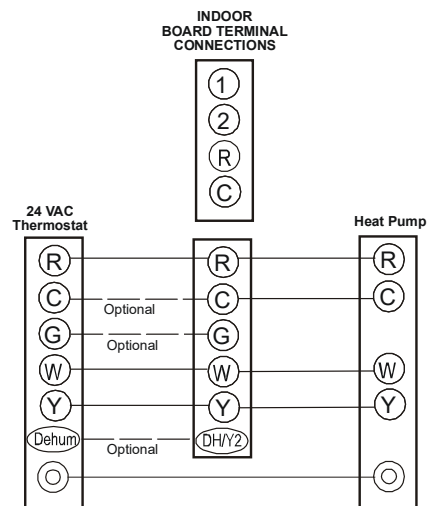 INDOOR
BOARD TERMINAL
CONNECTIONS
1
2
R
C
24 VAC
Thermostat
Heat Pump
R R R
C Optional C C
G Optional G
W W W
Y Y Y
Dehum Optional DH/Y2
O O